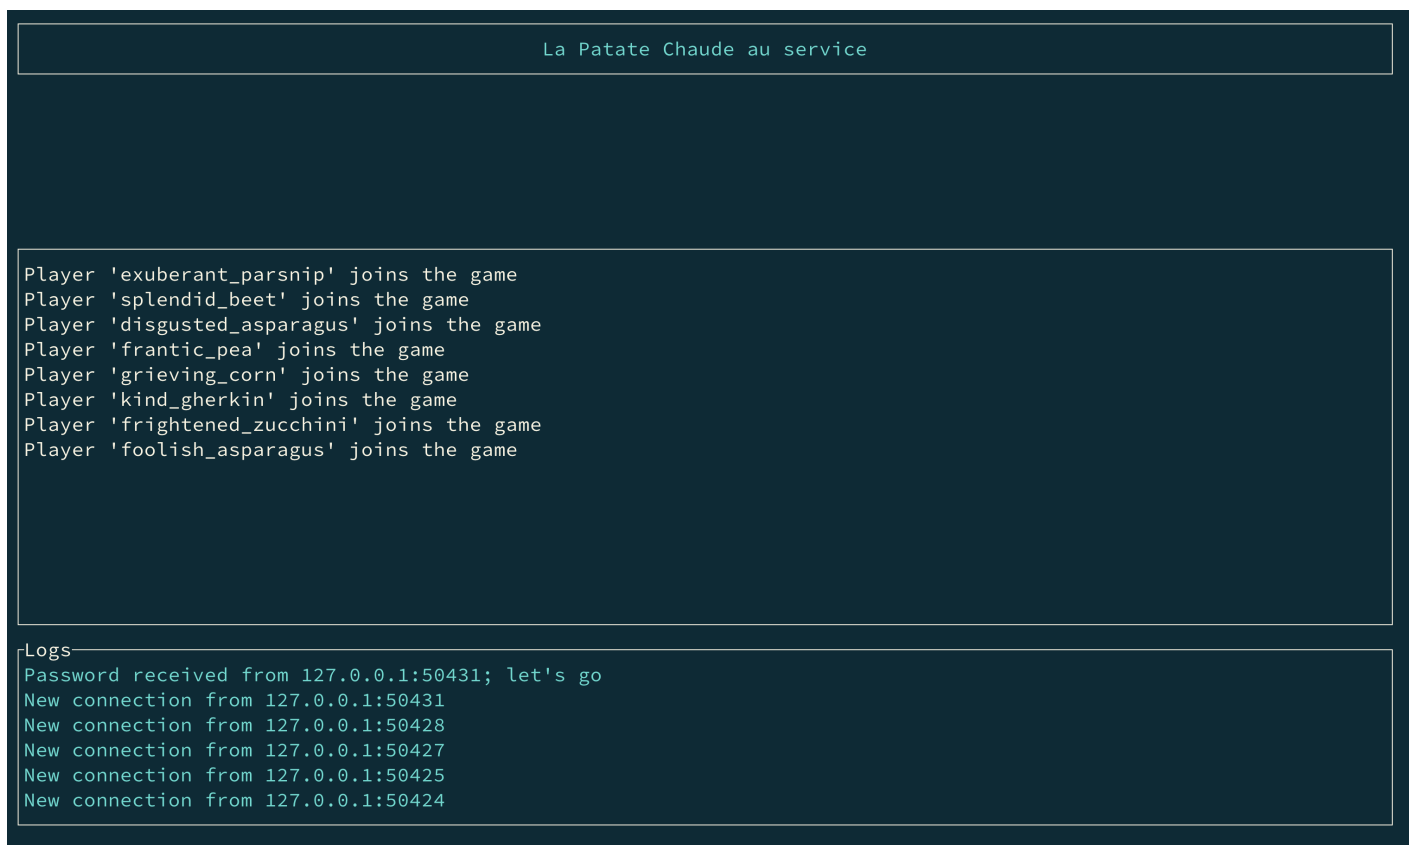 La Patate Chaude au service
Player 'exuberant_parsnip' joins the game
Player 'splendid_beet' joins the game
Player 'disgusted_asparagus' joins the game
Player 'frantic_pea' joins the game
Player 'grieving_corn' joins the game
Player 'kind_gherkin' joins the game
Player 'frightened_zucchini' joins the game
Player 'foolish_asparagus' joins the game
Logs
Password received from 127.0.0.1:50431; let's go
New connection from 127.0.0.1:50431
New connection from 127.0.0.1:50428
New connection from 127.0.0.1:50427
New connection from 127.0.0.1:50425
New connection from 127.0.0.1:50424